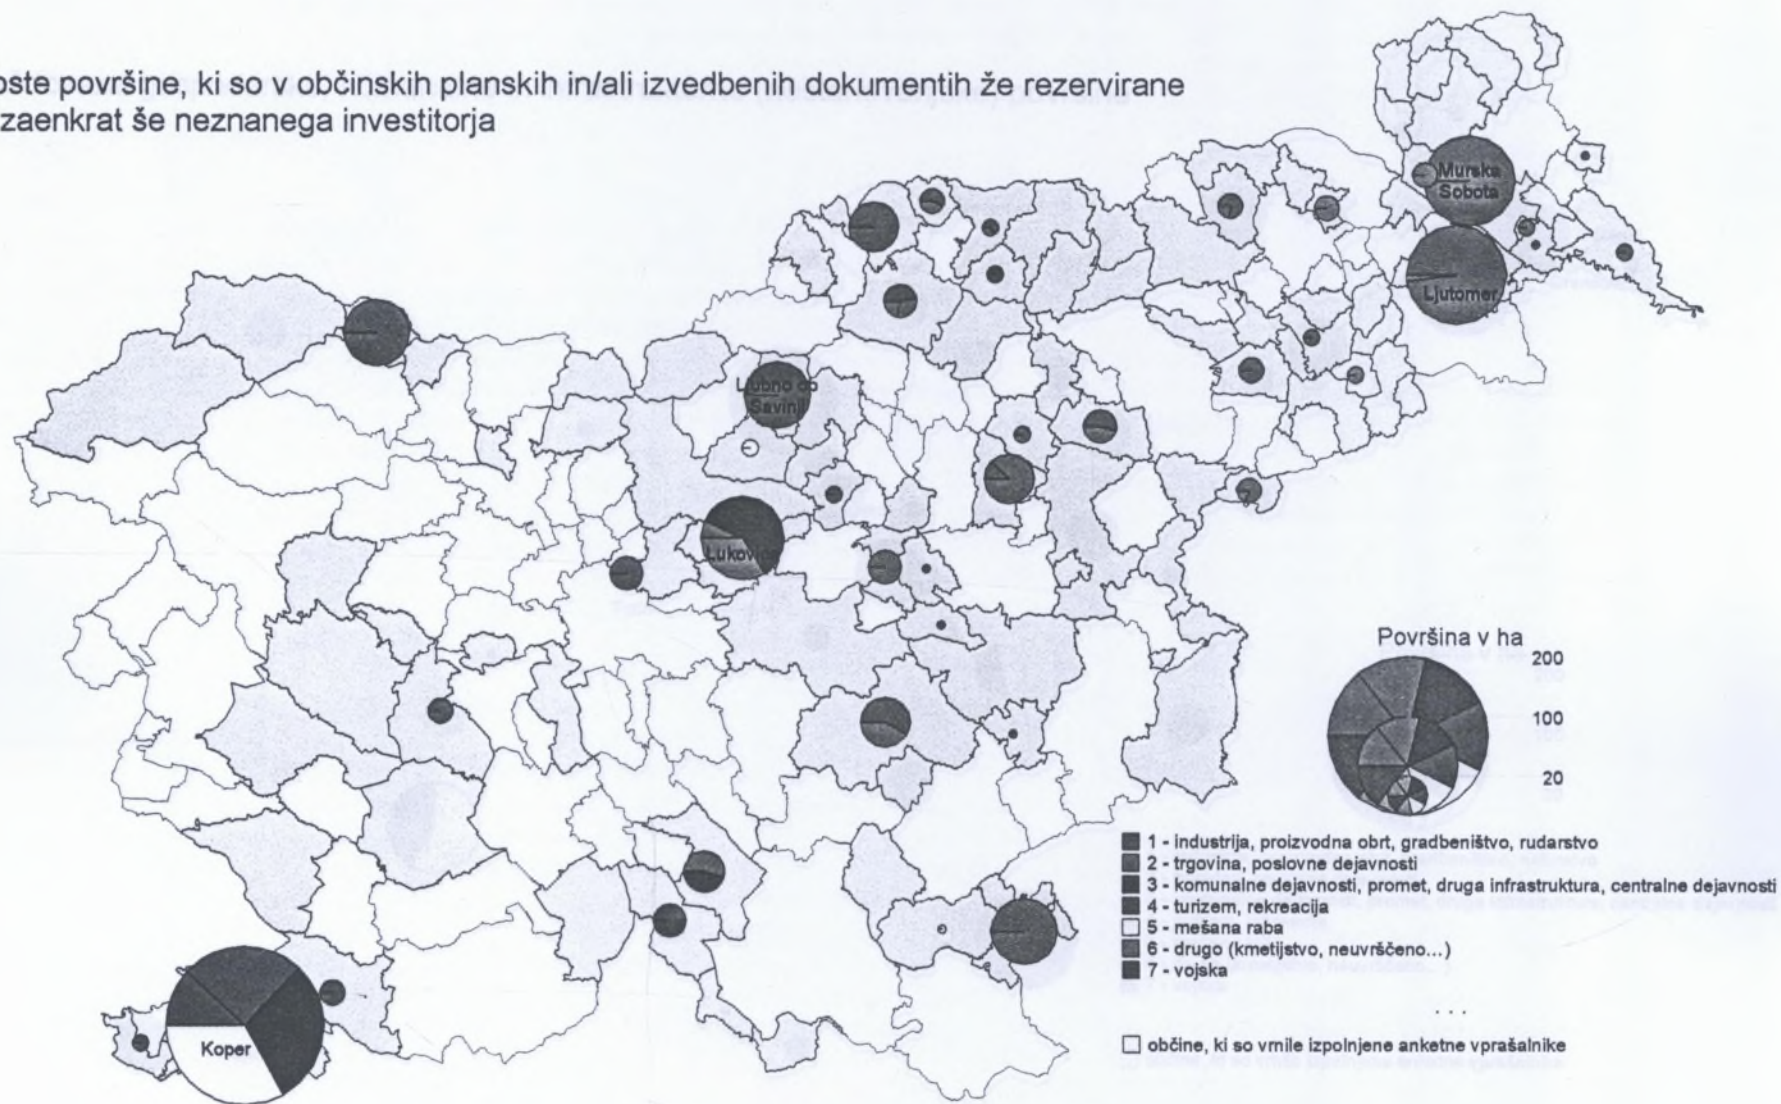 oste površine, ki so v občinskih planskih in/ali izvedbenih dokumentih že rezervirane
zaenkrat še neznanega investitorja
Murska
Sobota
Ljutomer
Ljubno ob
Savinji
Lukovica
Koper
Površina v ha
200
100
20
1 - industrija, proizvodna obrt, gradbeništvo, rudarstvo
2 - trgovina, poslovne dejavnosti
3 - komunalne dejavnosti, promet, druga infrastruktura, centralne dejavnosti
4 - turizem, rekreacija
5 - mešana raba
6 - drugo (kmetijstvo, neuvrščeno...)
7 - vojska
...
občine, ki so vrnile izpolnjene anketne vprašalnike